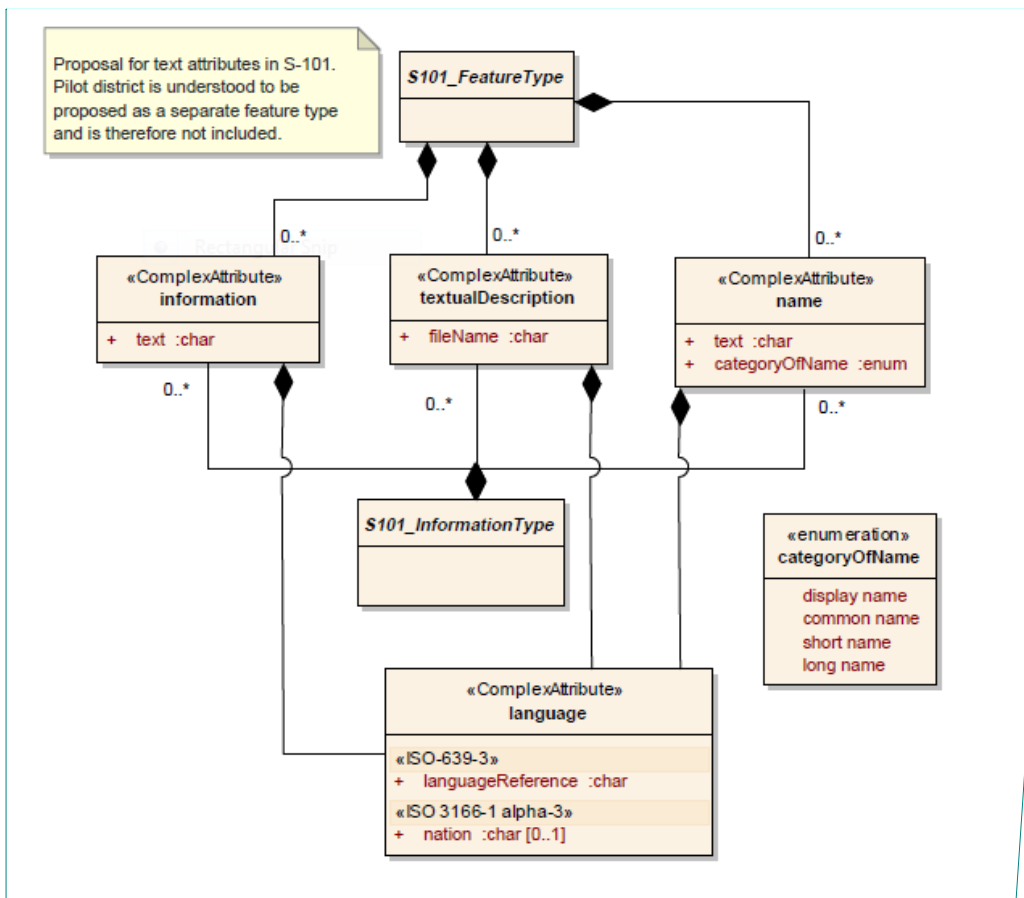 Proposal for text attributes in S-101.
Pilot district is understood to be
proposed as a separate feature type
and is therefore not included.
S101_FeatureType
0..*
0..*
0..*
Rectangular Snip
«ComplexAttribute»
information
+ text :char
«ComplexAttribute»
textualDescription
+ fileName :char
«ComplexAttribute»
name
+ text :char
+ categoryOfName :enum
0..*
0..*
0..*
S101_InformationType
«enumeration»
categoryOfName
display name
common name
short name
long name
«ComplexAttribute»
language
«ISO-639-3»
+ languageReference :char
«ISO 3166-1 alpha-3»
+ nation :char [0..1]